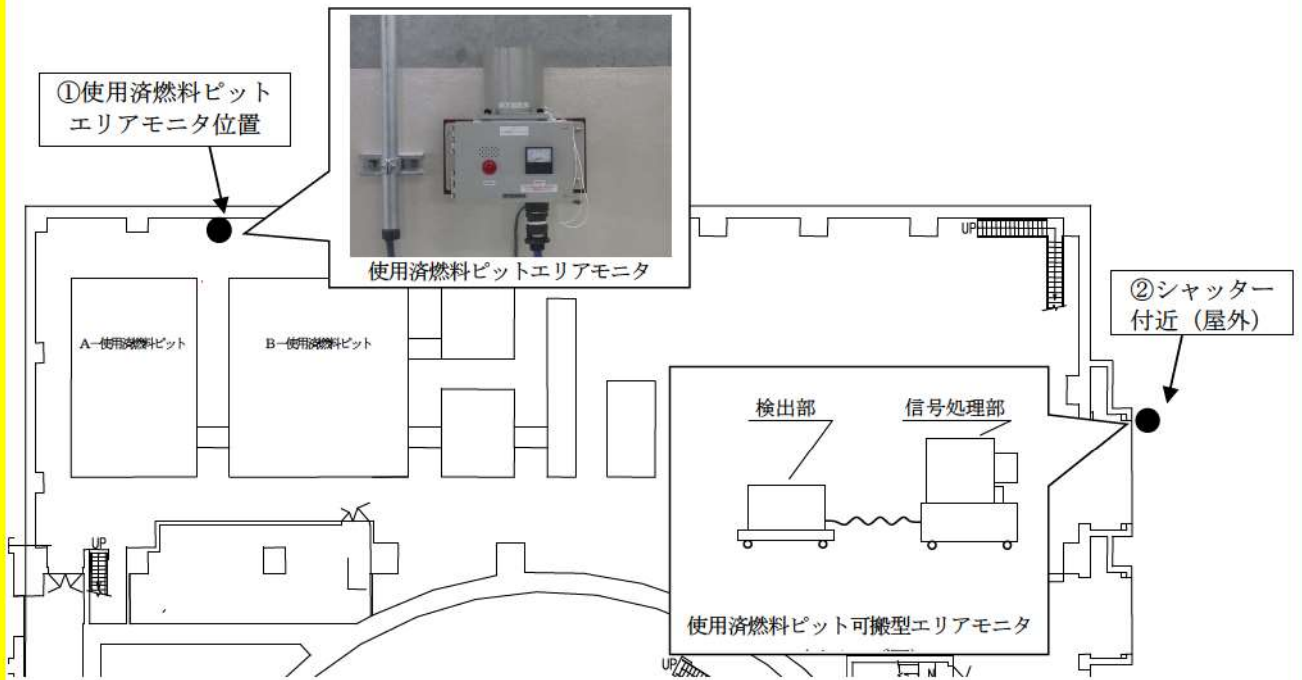 ①使用済燃料ピット
エリアモニタ位置
使用済燃料ピットエリアモニタ
UP
②シャッター
付近（屋外）
A−使用済燃料ピット
B−使用済燃料ピット
検出部
信号処理部
UP
使用済燃料ピット可搬型エリアモニタ
UP
N